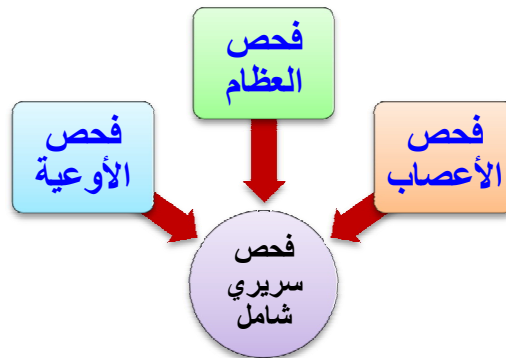 فحص
العظام
فحص
الأعصاب
فحص
الأوعية
فحص
سريري
شامل